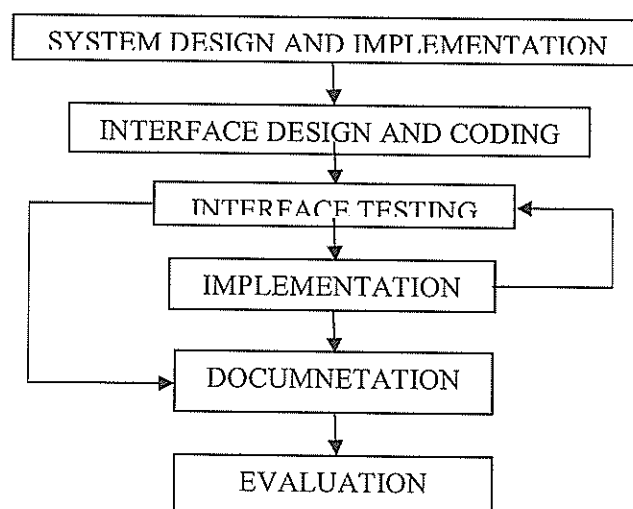 SYSTEM DESIGN AND IMPLEMENTATION
INTERFACE DESIGN AND CODING
INTERFACE TESTING
IMPLEMENTATION
DOCUMNETATION
EVALUATION